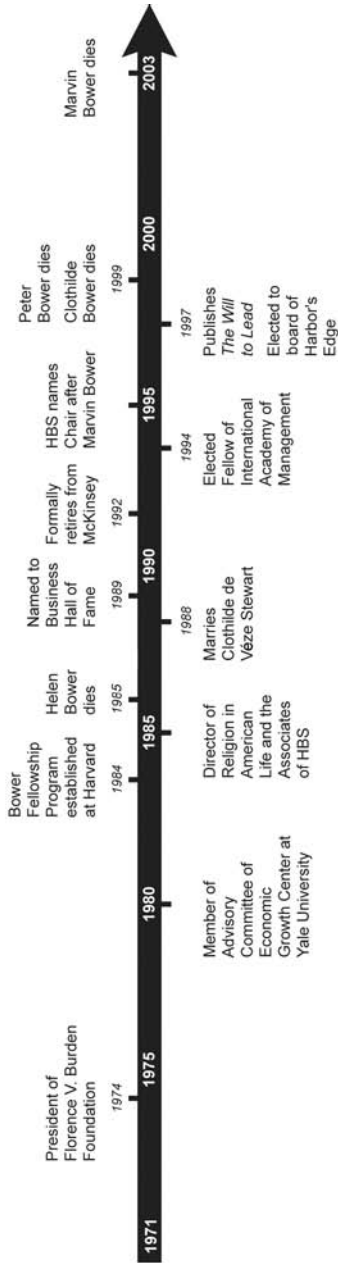 President of
Florence V. Burden
Foundation
1974
Bower
Fellowship
Program
established
at Harvard
1984
Helen
Bower
dies
1985
Named to
Business
Hall of
Fame
1989
Formally
retires from
McKinsey
1992
HBS names
Chair after
Marvin Bower
Peter
Bower dies
Clothilde
Bower dies
1999
Marvin
Bower dies
1971
1975
1980
1985
1990
1995
2000
2003
Member of
Advisory
Committee of
Economic
Growth Center at
Yale University
Director of
Religion in
American
Life and the
Associates
of HBS
1988
Marries
Clothilde de
Véze Stewart
1994
Elected
Fellow of
International
Academy of
Management
1997
Publishes
The Will
to Lead
Elected to
board of
Harbor's
Edge